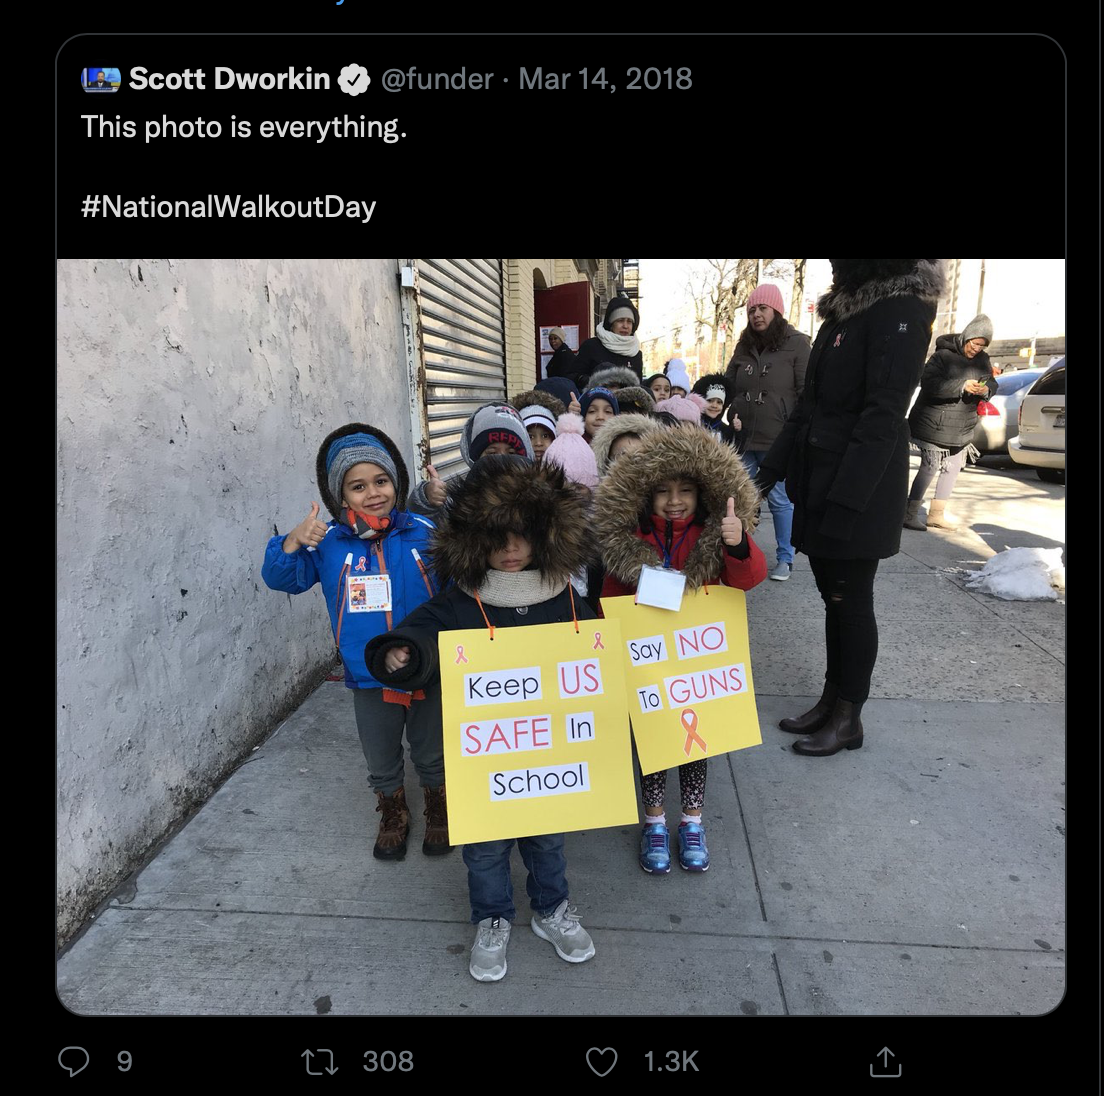 Scott Dworkin @funder · Mar 14, 2018
This photo is everything.
#NationalWalkoutDay
Keep US
SAFE In
School
Say NO
To GUNS
9 308 1.3K